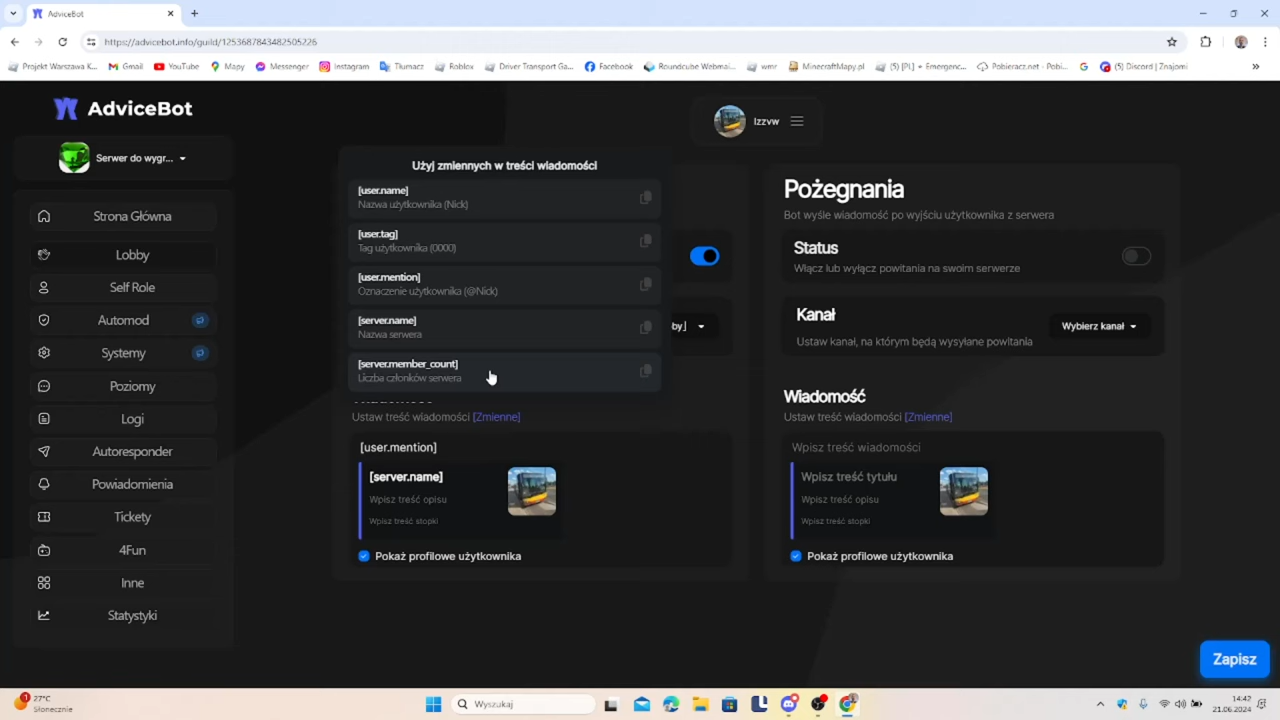 AdviceBot
https://advicebot.info/guild/1253687843482505226
Projekt Warszawa K...
Gmail
YouTube
Mapy
Messenger
Instagram
Tłumacz
Roblox
Driver Transport Ga...
Facebook
Roundcube Webmai...
wmr
MinecraftMapy.pl
[PL] + Emergenc...
Pobieracz.net - Pobi...
(5) Discord | Znajomi
AdviceBot
Izzvw
Serwer do wygr...
Strona Główna
Lobby
Self Role
Automod
Systemy
Poziomy
Logi
Autoresponder
Powiadomienia
Tickety
4Fun
Inne
Statystyki
Użyj zmiennych w treści wiadomości
[user.name]
Nazwa użytkownika (Nick)
[user.tag]
Tag użytkownika (0000)
[user.mention]
Oznaczenie użytkownika (@Nick)
[server.name]
Nazwa serwera
[server.member_count]
Liczba członków serwera
by]
Ustaw treść wiadomości [Zmienne]
[user.mention]
[server.name]
Wpisz treść opisu
Wpisz treść stopki
Pokaż profilowe użytkownika
Pożegnania
Bot wyśle wiadomość po wyjściu użytkownika z serwera
Status
Włącz lub wyłącz powitania na swoim serwerze
Kanał
Ustaw kanał, na którym będą wysyłane powitania
Wybierz kanał
Wiadomość
Ustaw treść wiadomości [Zmienne]
Wpisz treść wiadomości
Wpisz treść tytułu
Wpisz treść opisu
Wpisz treść stopki
Pokaż profilowe użytkownika
Zapisz
1
27°C
Słonecznie
Wyszukaj
14:42
21.06.2024